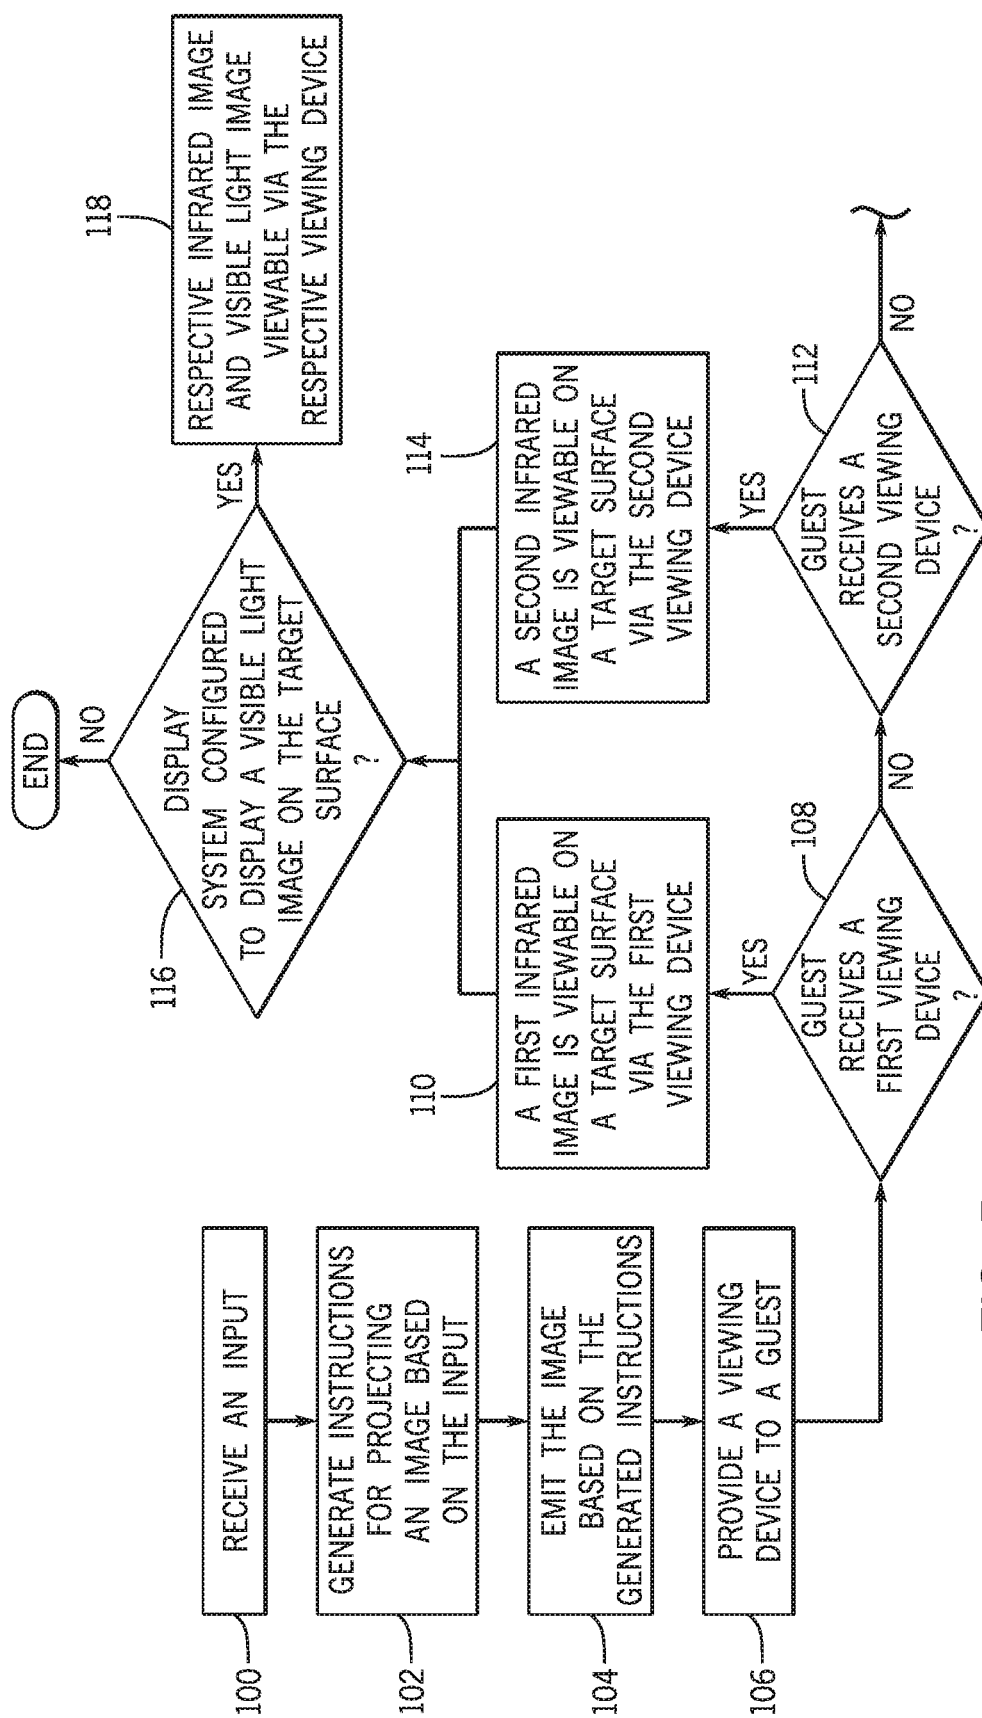 100
RECEIVE AN INPUT
102
GENERATE INSTRUCTIONS
FOR PROJECTING
AN IMAGE BASED
ON THE INPUT
104
EMIT THE IMAGE
BASED ON THE
GENERATED INSTRUCTIONS
106
PROVIDE A VIEWING
DEVICE TO A GUEST
108
GUEST
RECEIVES A
FIRST VIEWING
DEVICE
?
YES
NO
110
A FIRST INFRARED
IMAGE IS VIEWABLE ON
A TARGET SURFACE
VIA THE FIRST
VIEWING DEVICE
112
GUEST
RECEIVES A
SECOND VIEWING
DEVICE
?
YES
NO
114
A SECOND INFRARED
IMAGE IS VIEWABLE ON
A TARGET SURFACE
VIA THE SECOND
VIEWING DEVICE
116
DISPLAY
SYSTEM CONFIGURED
TO DISPLAY A VISIBLE LIGHT
IMAGE ON THE TARGET
SURFACE
?
NO
END
YES
118
RESPECTIVE INFRARED IMAGE
AND VISIBLE LIGHT IMAGE
VIEWABLE VIA THE
RESPECTIVE VIEWING DEVICE